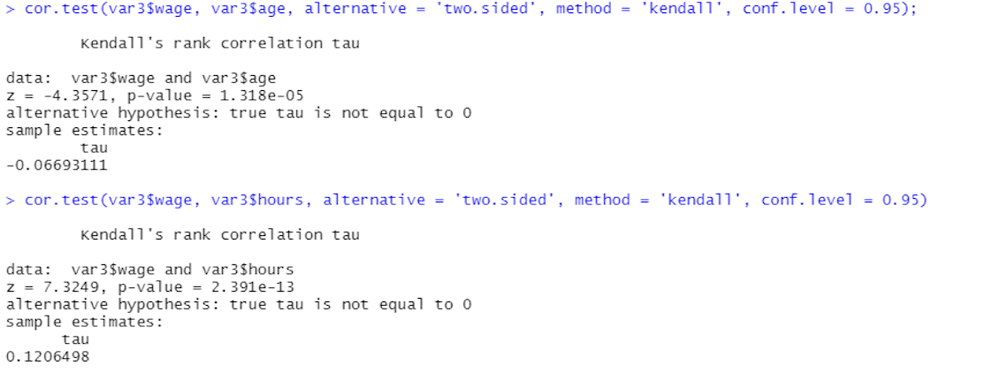 > cor.test(var3$wage, var3$age, alternative = 'two.sided', method = 'kendall', conf.level = 0.95);
Kendall's rank correlation tau
data:  var3$wage and var3$age
z = -4.3571, p-value = 1.318e-05
alternative hypothesis: true tau is not equal to 0
sample estimates:
tau
-0.06693111
> cor.test(var3$wage, var3$hours, alternative = 'two.sided', method = 'kendall', conf.level = 0.95)
Kendall's rank correlation tau
data:  var3$wage and var3$hours
z = 7.3249, p-value = 2.391e-13
alternative hypothesis: true tau is not equal to 0
sample estimates:
tau
0.1206498